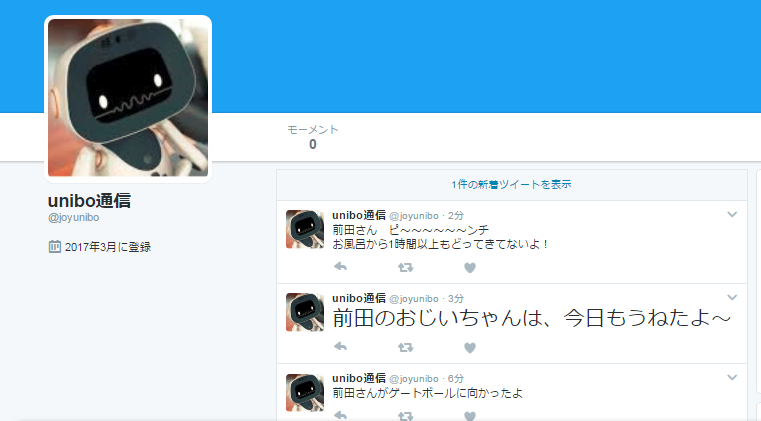 モーメント
0
unibo通信
@joyunibo
2017年3月に登録
1件の新着ツイートを表示
unibo通信 @joyunibo · 2分
前田さん　ピ～～～～～～ンチ
お風呂から1時間以上もどってきてないよ！
unibo通信 @joyunibo · 3分
前田のおじいちゃんは、今日もうねたよ～
unibo通信 @joyunibo · 6分
前田さんがゲートボールに向かったよ